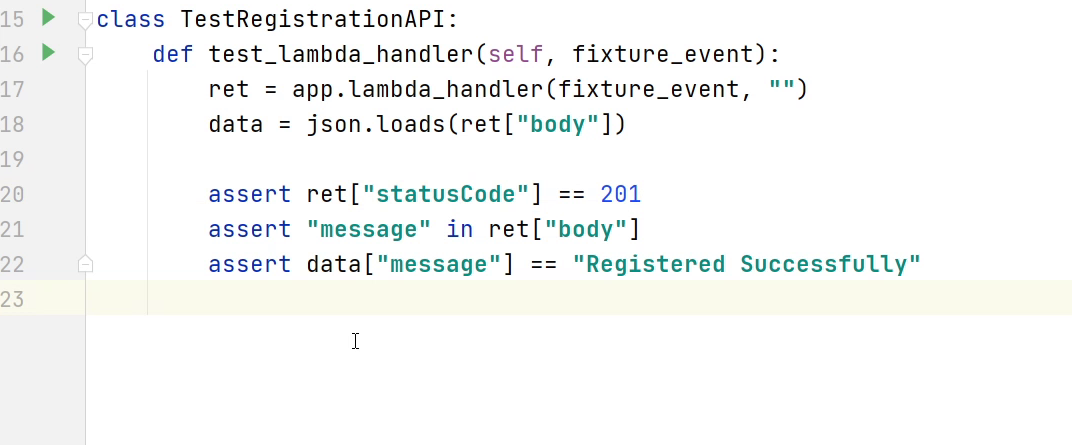 15 class TestRegistrationAPI:
16 def test_lambda_handler(self, fixture_event):
17 ret = app.lambda_handler(fixture_event, "")
18 data = json.loads(ret["body"])
19
20 assert ret["statusCode"] == 201
21 assert "message" in ret["body"]
22 assert data["message"] == "Registered Successfully"
23